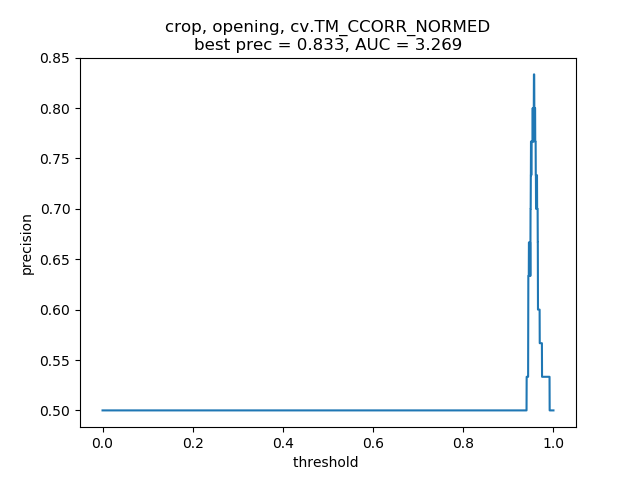 crop, opening, cv.TM_CCORR_NORMED
best prec = 0.833, AUC = 3.269
0.85
0.80
0.75
0.70
0.65
0.60
0.55
0.50
precision
0.0 0.2 0.4 0.6 0.8 1.0
threshold